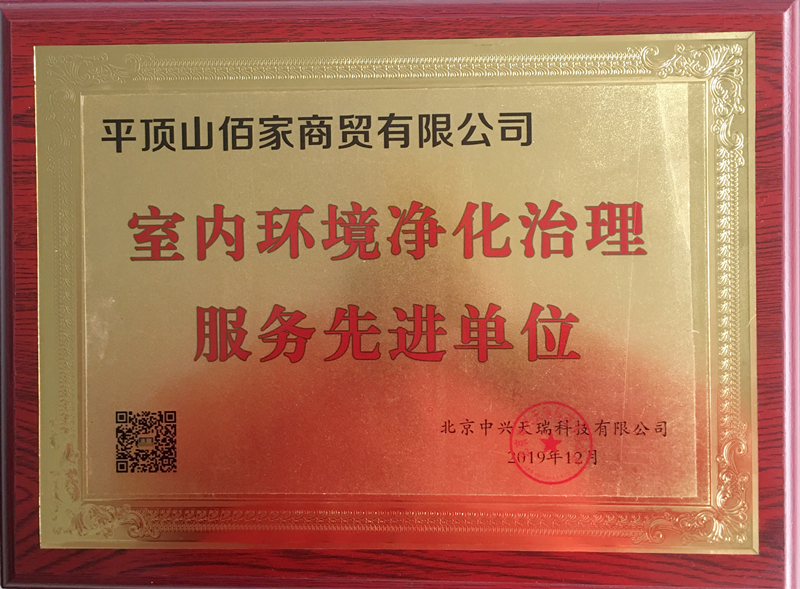 平顶山佰家商贸有限公司
室内环境净化治理
服务先进单位
北京中兴天瑞科技有限公司
2019年12月